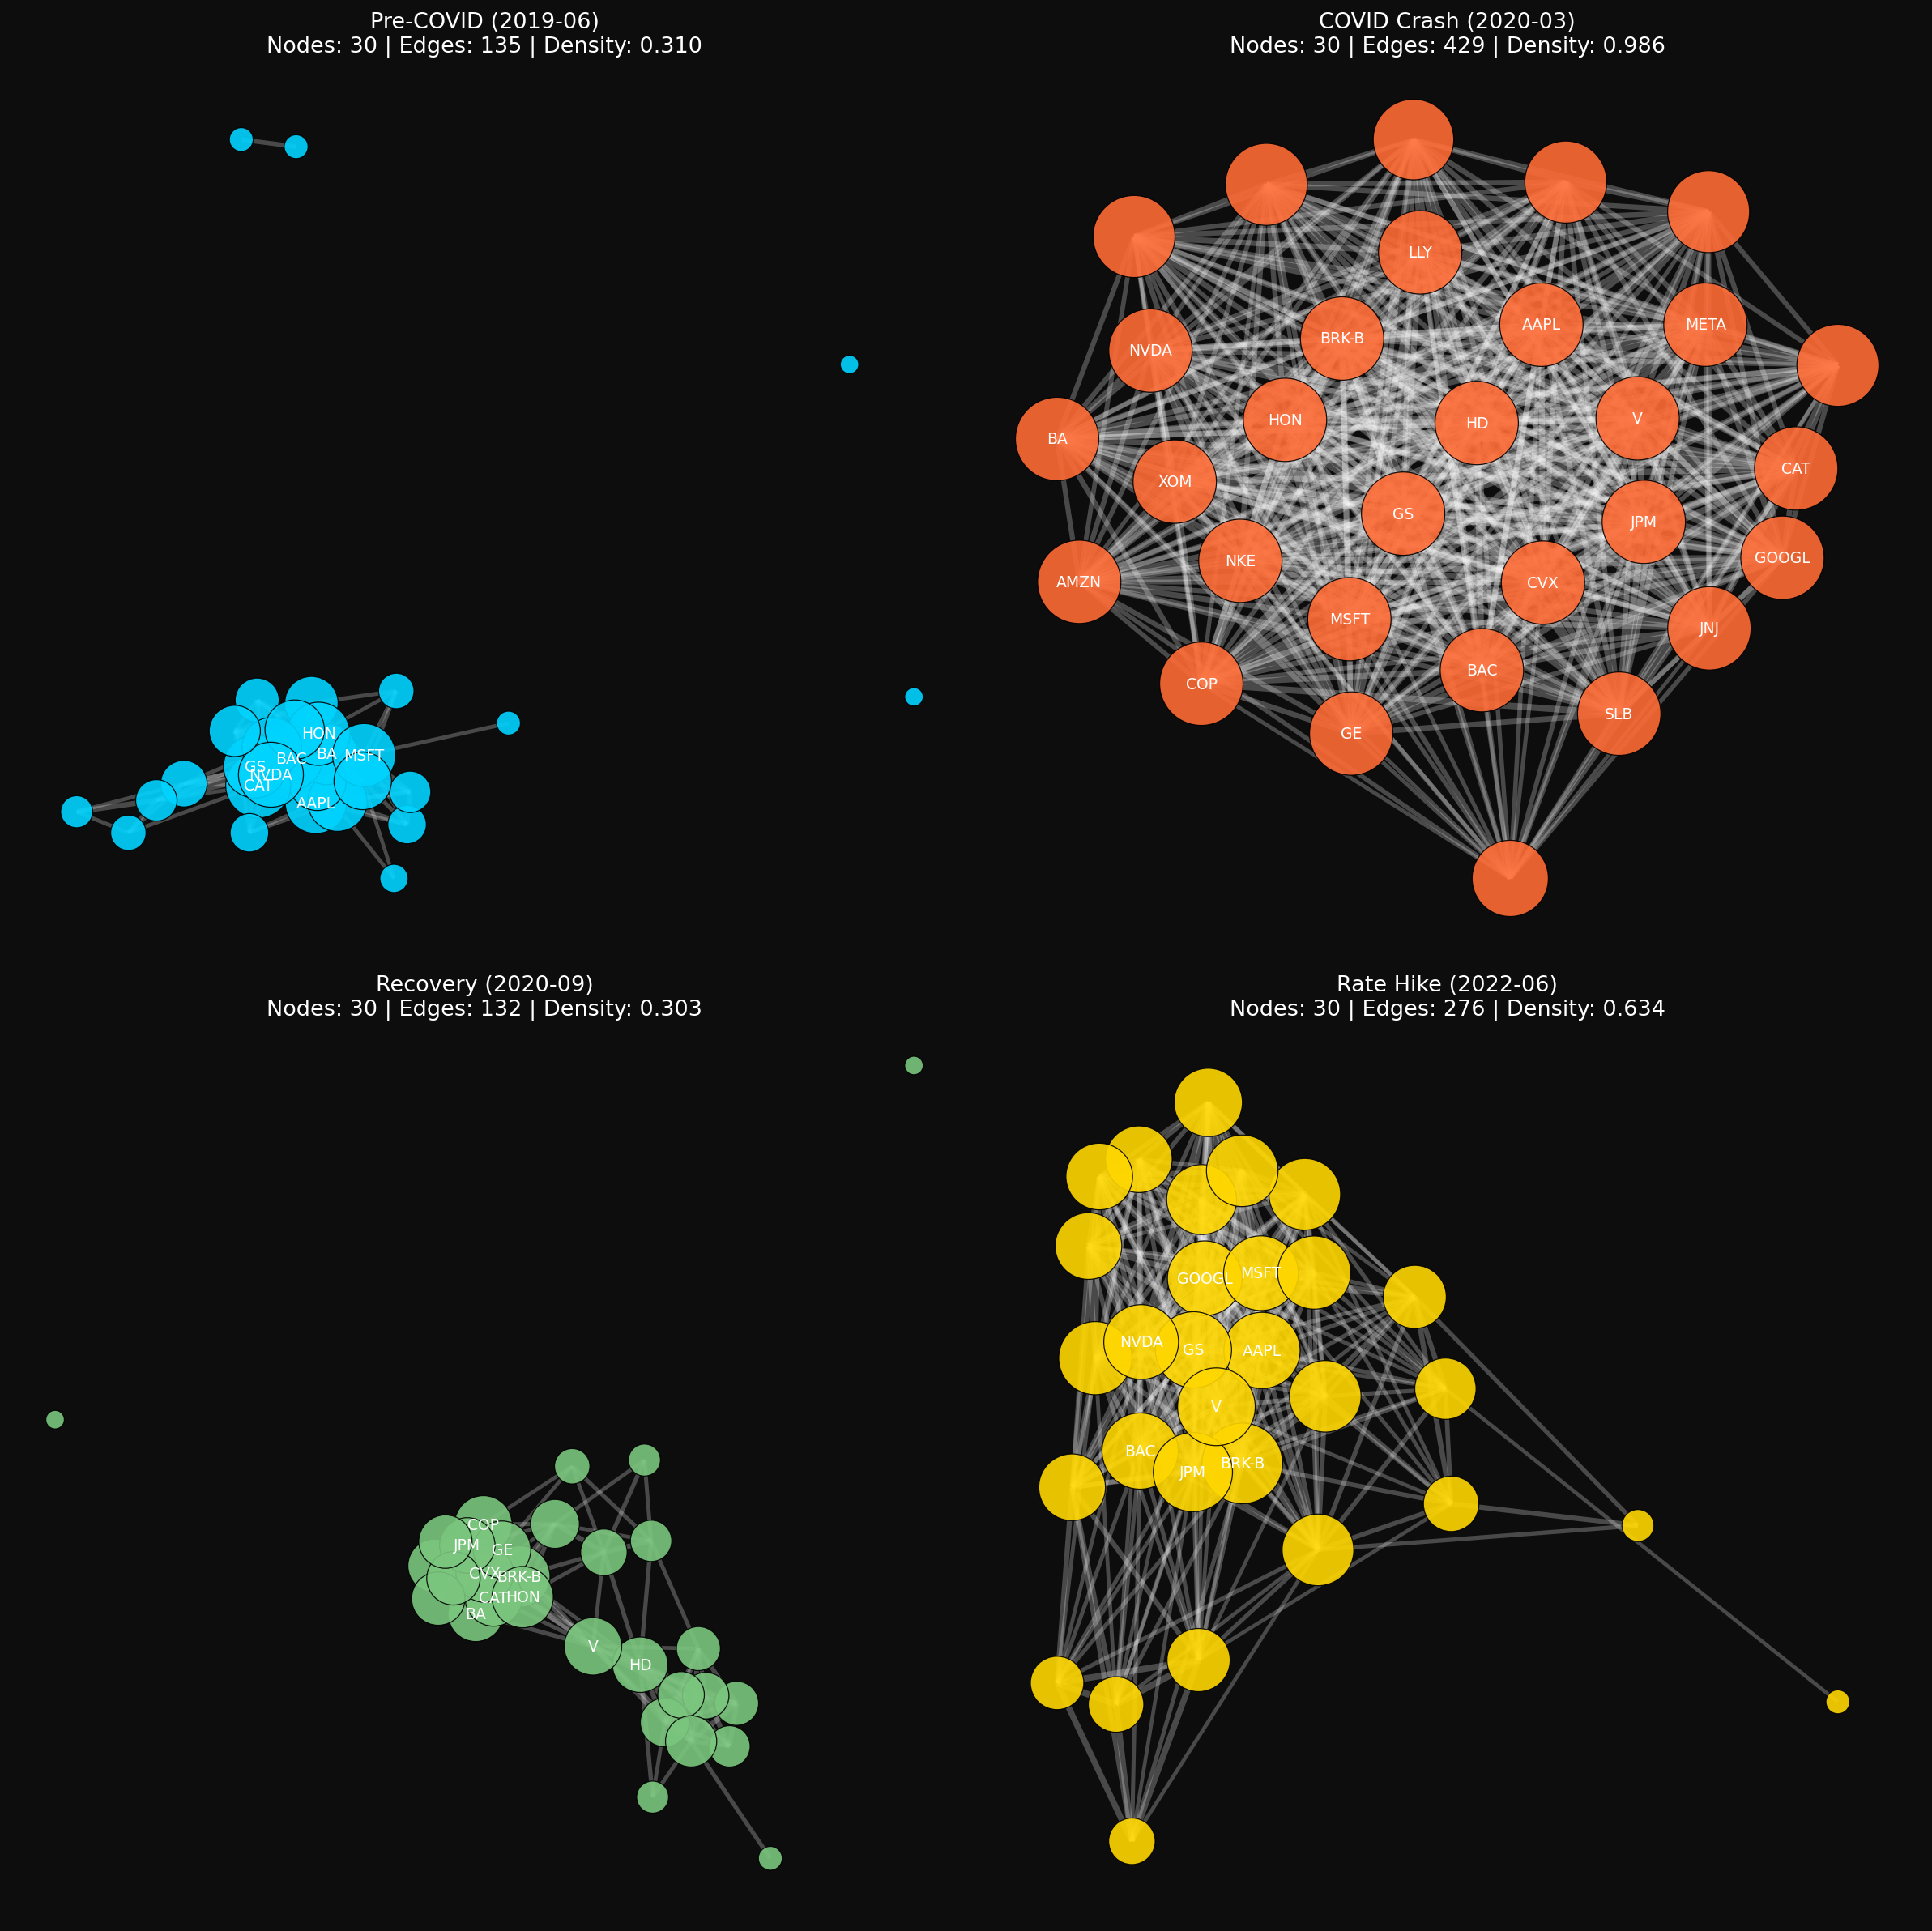 Pre-COVID (2019-06)
Nodes: 30 | Edges: 135 | Density: 0.310
HON
BA
MSFT
BAC
GS
NVDA
CAT
AAPL
COVID Crash (2020-03)
Nodes: 30 | Edges: 429 | Density: 0.986
LLY
AAPL
META
BRK-B
NVDA
HON
HD
V
BA
CAT
XOM
GS
JPM
NKE
GOOGL
AMZN
CVX
MSFT
JNJ
BAC
COP
SLB
GE
Recovery (2020-09)
Nodes: 30 | Edges: 132 | Density: 0.303
COP
JPM
GE
CVX
BRK-B
CAT
HON
BA
V
HD
Rate Hike (2022-06)
Nodes: 30 | Edges: 276 | Density: 0.634
GOOGL
MSFT
NVDA
GS
AAPL
V
BAC
BRK-B
JPM